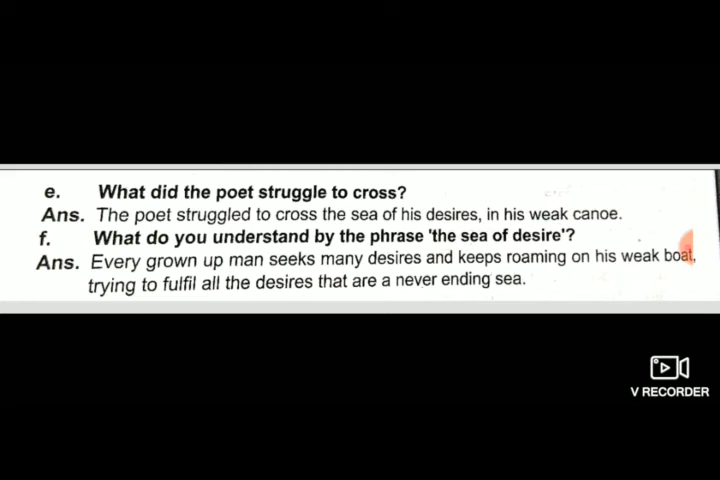 e. What did the poet struggle to cross?
Ans. The poet struggled to cross the sea of his desires, in his weak canoe.
f. What do you understand by the phrase 'the sea of desire'?
Ans. Every grown up man seeks many desires and keeps roaming on his weak boat,
trying to fulfil all the desires that are a never ending sea.
V RECORDER